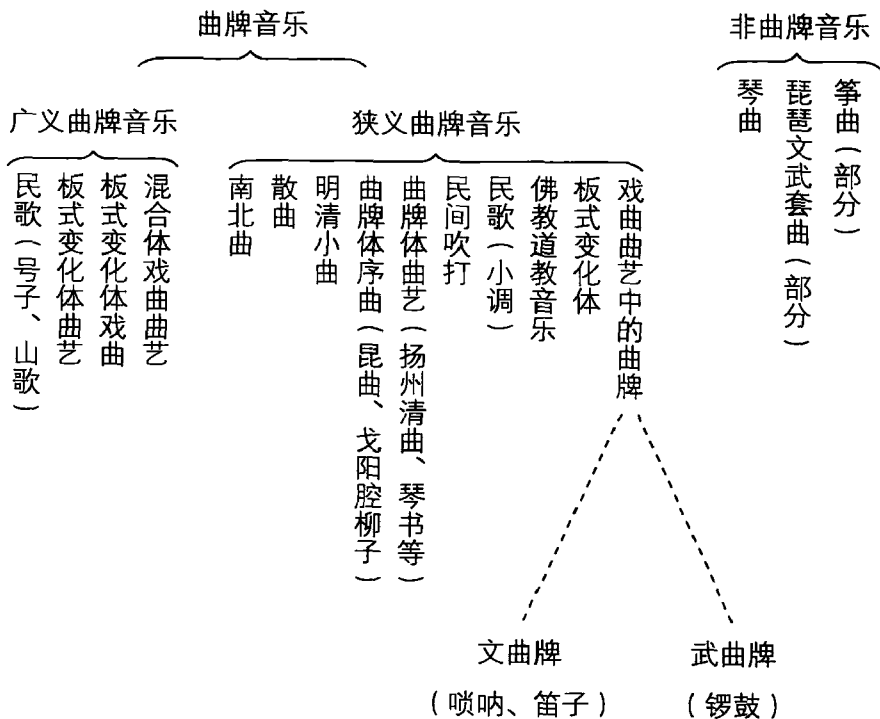 曲牌音乐
非曲牌音乐
广义曲牌音乐
狭义曲牌音乐
民歌（号子、山歌）
板式变化体曲艺
板式变化体戏曲
混合体戏曲曲艺
南北曲
散曲
明清小曲
曲牌体序曲（昆曲、戈阳腔柳子）
曲牌体曲艺（扬州清曲、琴书等）
民间吹打
民歌（小调）
佛教道教音乐
板式变化体
戏曲曲艺中的曲牌
琴曲
琵琶文武套曲（部分）
筝曲（部分）
文曲牌
（唢呐、笛子）
武曲牌
（锣鼓）